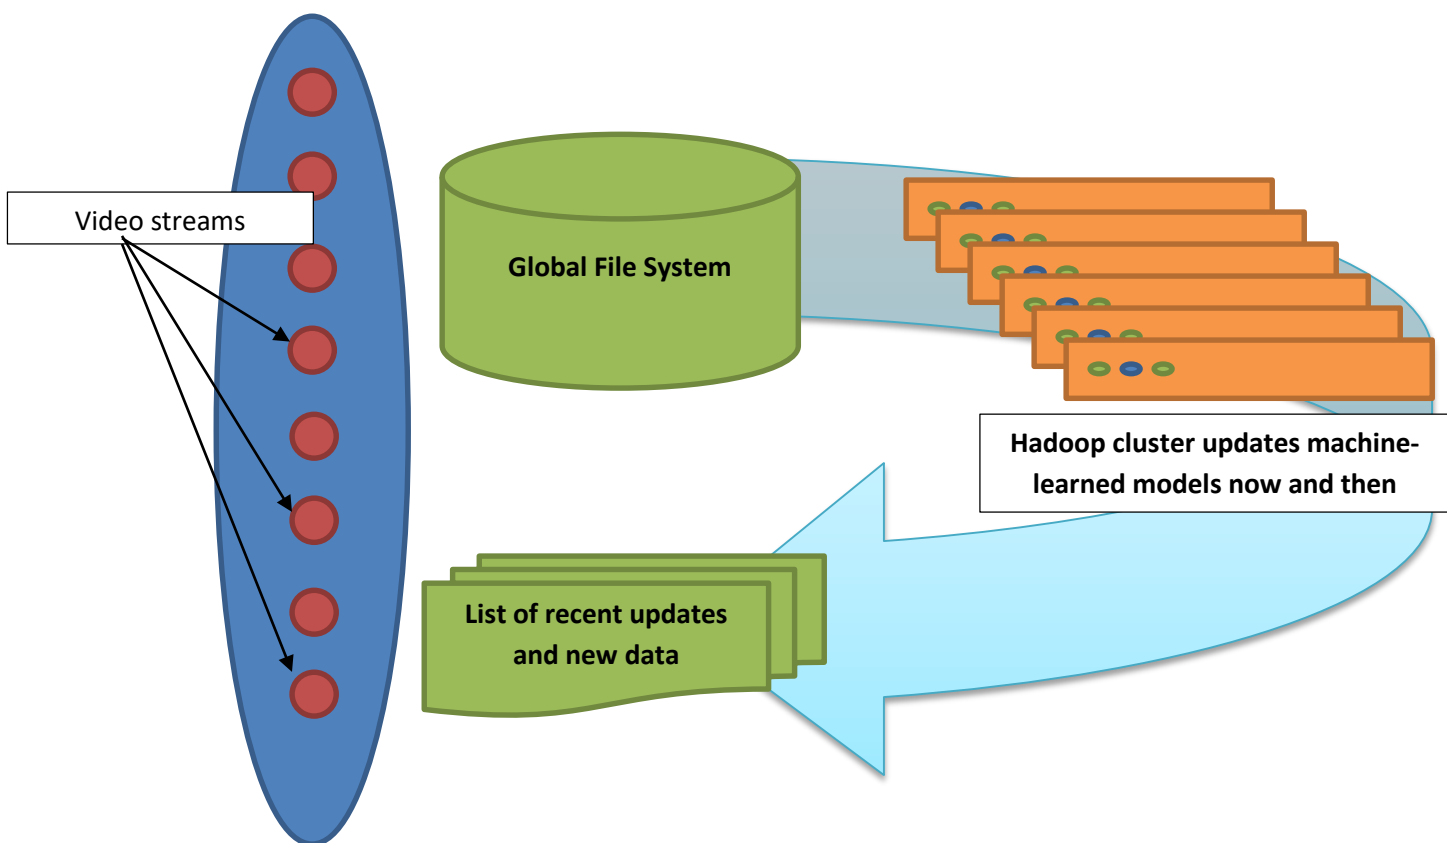 Video streams
Global File System
Hadoop cluster updates machine-
learned models now and then
List of recent updates
and new data